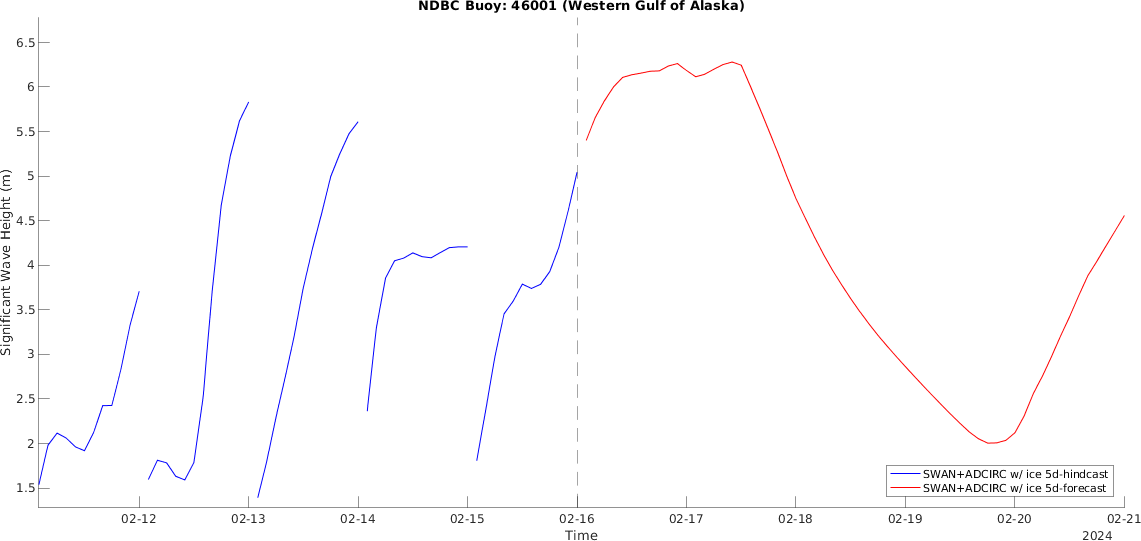 NDBC Buoy: 46001 (Western Gulf of Alaska)
6.5
6
5.5
5
4.5
4
3.5
3
2.5
2
1.5
Significant Wave Height (m)
SWAN+ADCIRC w/ ice 5d-hindcast
SWAN+ADCIRC w/ ice 5d-forecast
02-12 02-13 02-14 02-15 02-16 02-17 02-18 02-19 02-20 02-21
Time
2024